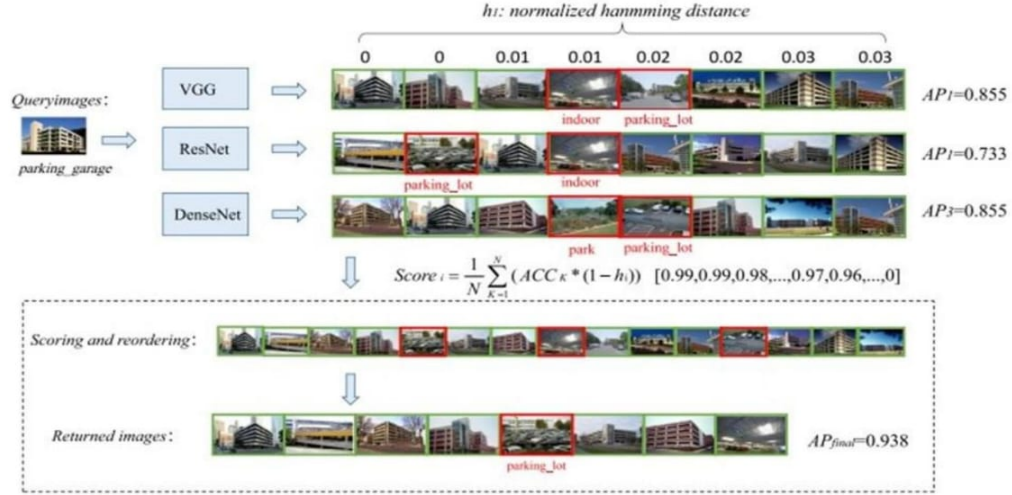 h1: normalized hanmming distance
0 0 0.01 0.01 0.02 0.02 0.03 0.03
Queryimages:
parking_garage
VGG
indoor parking_lot
AP1=0.855
ResNet
parking_lot indoor
AP1=0.733
DenseNet
park parking_lot
AP3=0.855
Score i = 1/N ∑ K=1 N (ACC K * (1 − hi)) [0.99,0.99,0.98,...,0.97,0.96,...,0]
Scoring and reordering:
Returned images:
parking_lot
APfinal=0.938